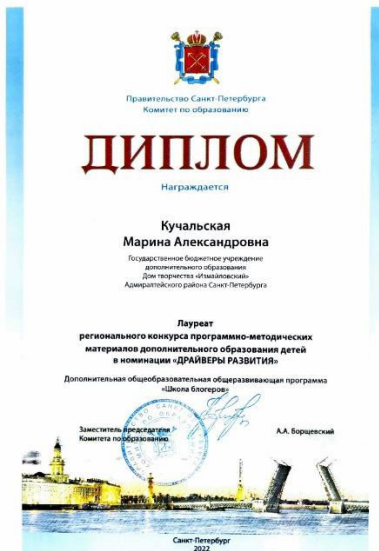 Правительство Санкт-Петербурга
Комитет по образованию
ДИПЛОМ
Награждается
Кучальская
Марина Александровна
Государственное бюджетное учреждение
дополнительного образования
Дом творчества «Измайловский»
Адмиралтейского района Санкт-Петербурга
Лауреат
регионального конкурса программно-методических
материалов дополнительного образования детей
в номинации «ДРАЙВЕРЫ РАЗВИТИЯ»
Дополнительная общеобразовательная общеразвивающая программа
«Школа блогеров»
Заместитель председателя
Комитета по образованию
А.А. Борщевский
Санкт-Петербург
2022